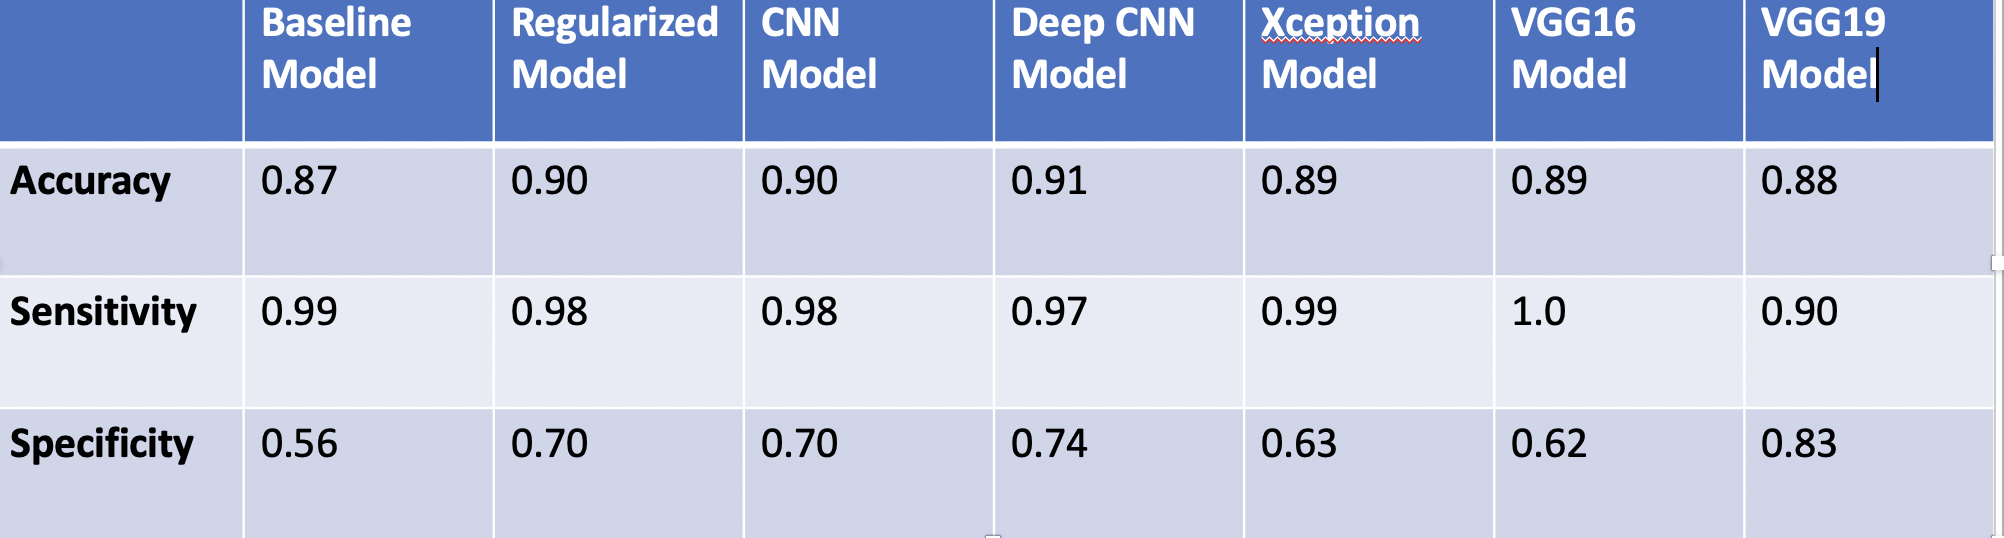 Baseline Model Regularized Model CNN Model Deep CNN Model Xception Model VGG16 Model VGG19 Model
Accuracy 0.87 0.90 0.90 0.91 0.89 0.89 0.88
Sensitivity 0.99 0.98 0.98 0.97 0.99 1.0 0.90
Specificity 0.56 0.70 0.70 0.74 0.63 0.62 0.83